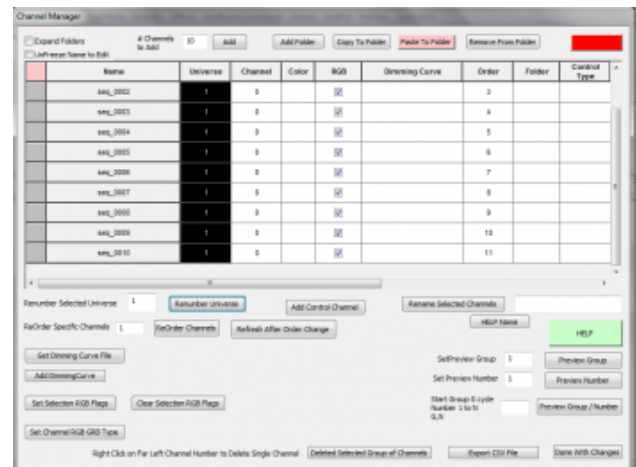 Channel Manager
Expand Folders
# Channels to Add 10 Add Add Folder Copy To Folder Paste To Folder Remove From Folder
UnFreeze Name to Edit
Name Universe Channel Color RGB Dimming Curve Order Folder Control Type
seq_0002 1 0 3
seq_0003 1 0 4
seq_0004 1 0 5
seq_0005 1 0 6
seq_0006 1 0 7
seq_0007 1 0 8
seq_0008 1 0 9
seq_0009 1 0 10
seq_0010 1 0 11
Renumber Selected Universe 1 Renumber Universe Add Control Channel Rename Selected Channels
HELP Name
ReOrder Specific Channels 1 ReOrder Channels Refresh After Order Change HELP
Get Dimming Curve File SetPreview Group 1 Preview Group
Add DimmingCurve Set Preview Number 1 Preview Number
Set Selection RGB Flags Clear Selection RGB Flags Start Group G cycle
Number 1 to N Preview Group / Number
G,N
Set Channel RGB GRB Type
Right Click on Far Left Channel Number to Delete Single Channel Deleted Selected Group of Channels Export CSV File Done With Changes